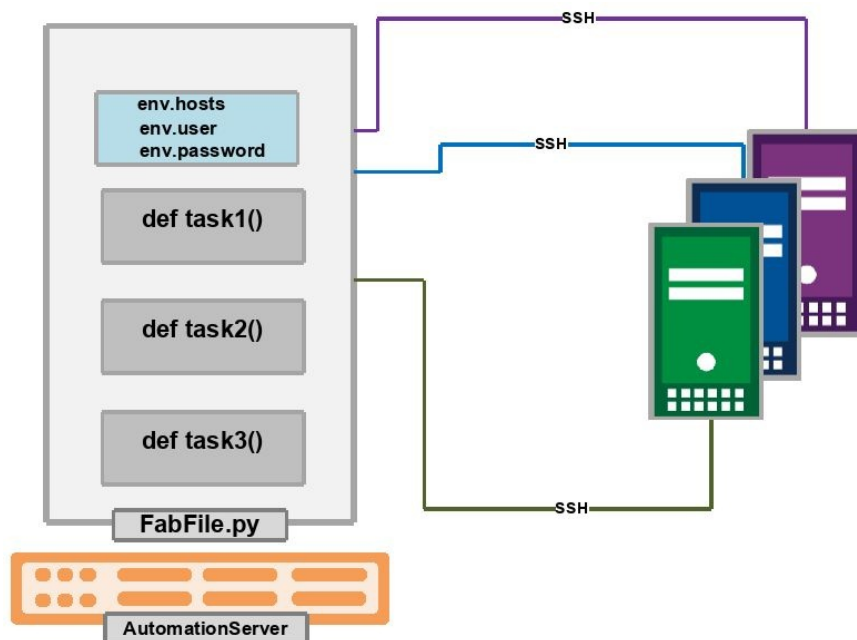 SSH
env.hosts
env.user
env.password
SSH
def task1()
def task2()
def task3()
SSH
FabFile.py
AutomationServer